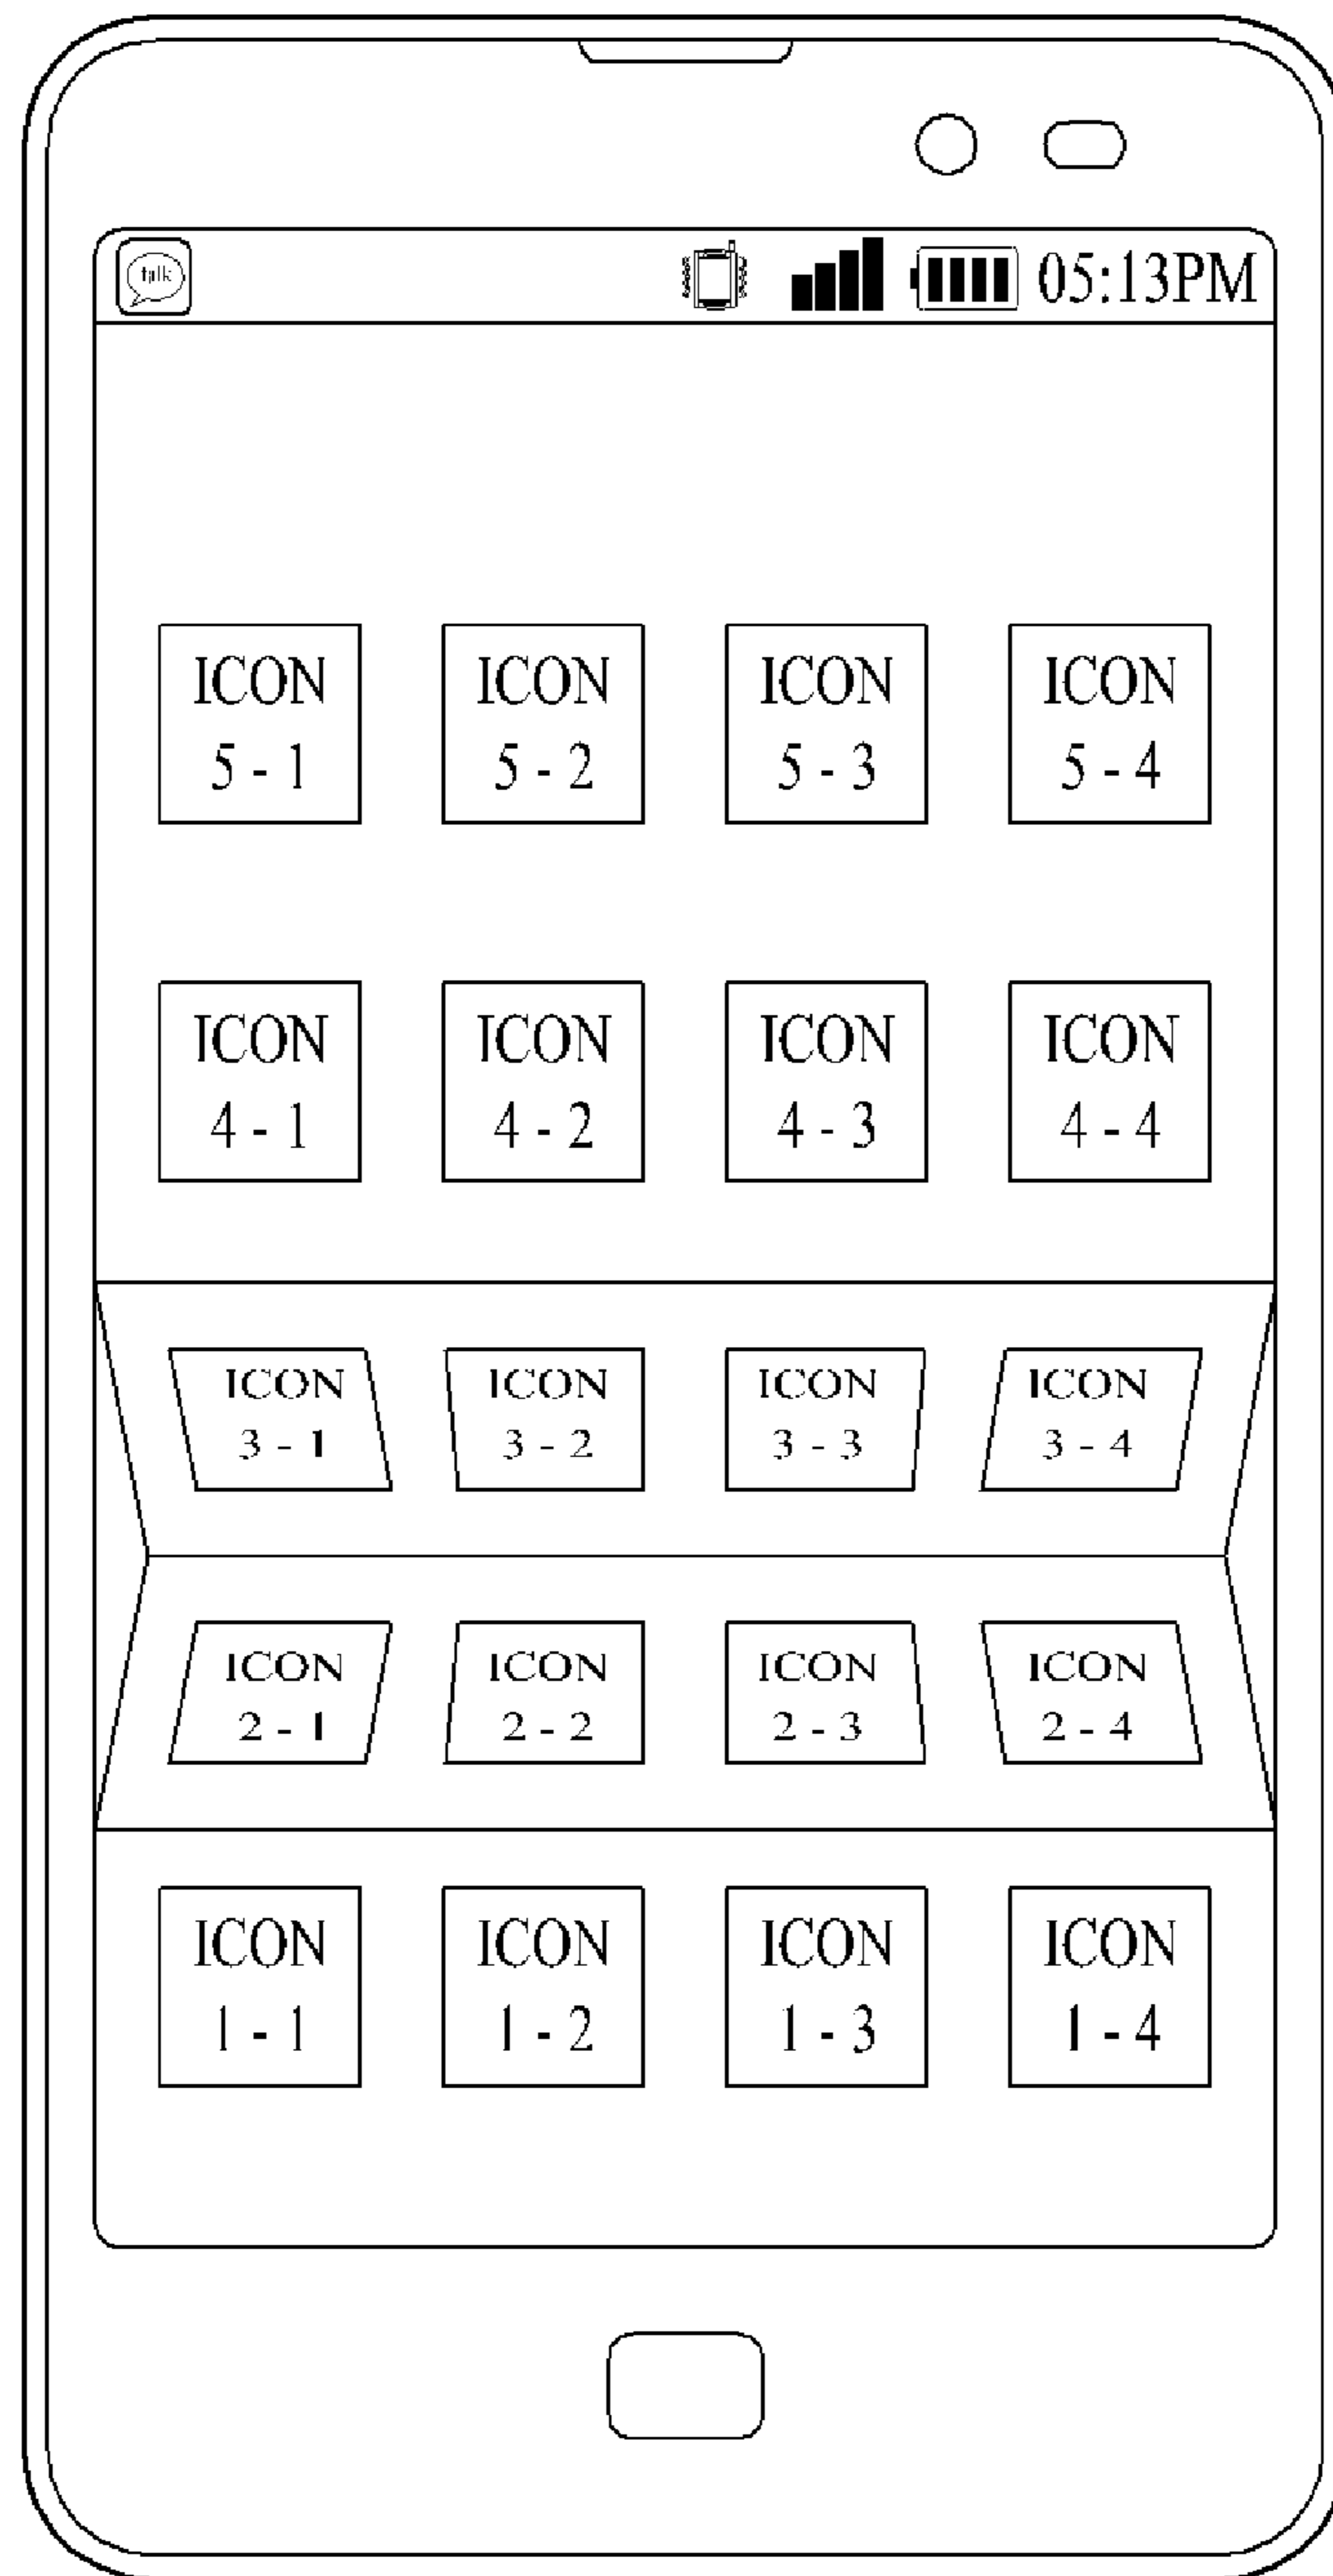 talk 05:13PM
ICON ICON ICON ICON
5 - 1 5 - 2 5 - 3 5 - 4
ICON ICON ICON ICON
4 - 1 4 - 2 4 - 3 4 - 4
ICON ICON ICON ICON
3 - 1 3 - 2 3 - 3 3 - 4
ICON ICON ICON ICON
2 - 1 2 - 2 2 - 3 2 - 4
ICON ICON ICON ICON
1 - 1 1 - 2 1 - 3 1 - 4